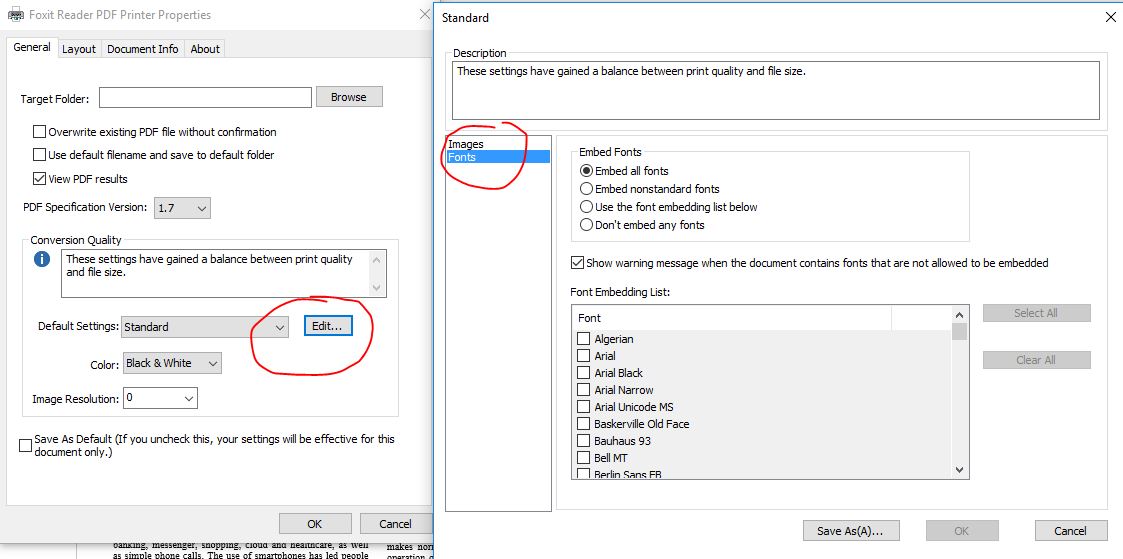 Foxit Reader PDF Printer Properties
General
Layout
Document Info
About
Target Folder:
Browse
Overwrite existing PDF file without confirmation
Use default filename and save to default folder
View PDF results
PDF Specification Version:
1.7
Conversion Quality
These settings have gained a balance between print quality
and file size.
Default Settings:
Standard
Edit...
Color:
Black & White
Image Resolution:
0
Save As Default (If you uncheck this, your settings will be effective for this
document only.)
OK
Cancel
banking, messenger, shopping, cloud and healthcare, as well
as simple phone calls. The use of smartphones has led people
makes nor
operation
Standard
Description
These settings have gained a balance between print quality and file size.
Images
Fonts
Embed Fonts
Embed all fonts
Embed nonstandard fonts
Use the font embedding list below
Don't embed any fonts
Show warning message when the document contains fonts that are not allowed to be embedded
Font Embedding List:
Font
Algerian
Arial
Arial Black
Arial Narrow
Arial Unicode MS
Baskerville Old Face
Bauhaus 93
Bell MT
Berlin Sans FB
Select All
Clear All
Save As(A)...
OK
Cancel